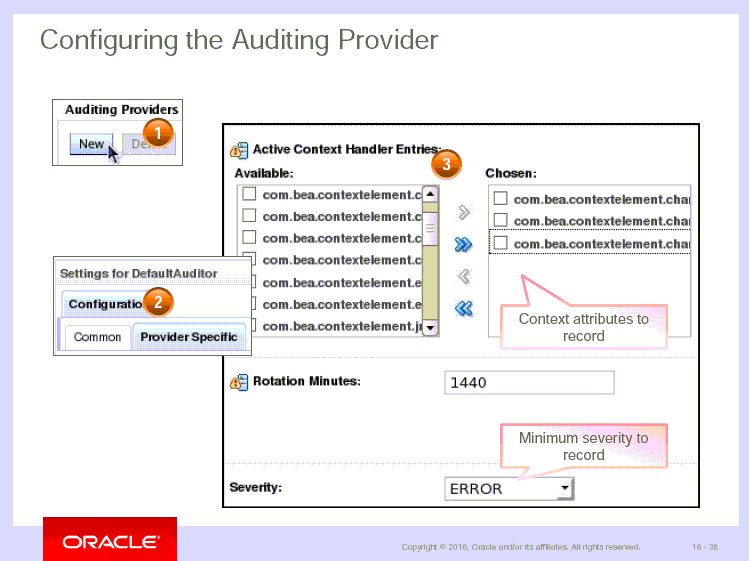 Configuring the Auditing Provider
Auditing Providers
New
1
Active Context Handler Entries:
3
Available:
Chosen:
com.bea.contextelement.c
com.bea.contextelement.c
com.bea.contextelement.c
com.bea.contextelement.c
com.bea.contextelement.e
com.bea.contextelement.e
com.bea.contextelement.j
com.bea.contextelement.cha
com.bea.contextelement.cha
com.bea.contextelement.cha
Settings for DefaultAuditor
Configuratio
2
Common
Provider Specific
Context attributes to
record
Rotation Minutes:
1440
Minimum severity to
record
Severity:
ERROR
ORACLE
Copyright © 2016, Oracle and/or its affiliates. All rights reserved.
16 - 38